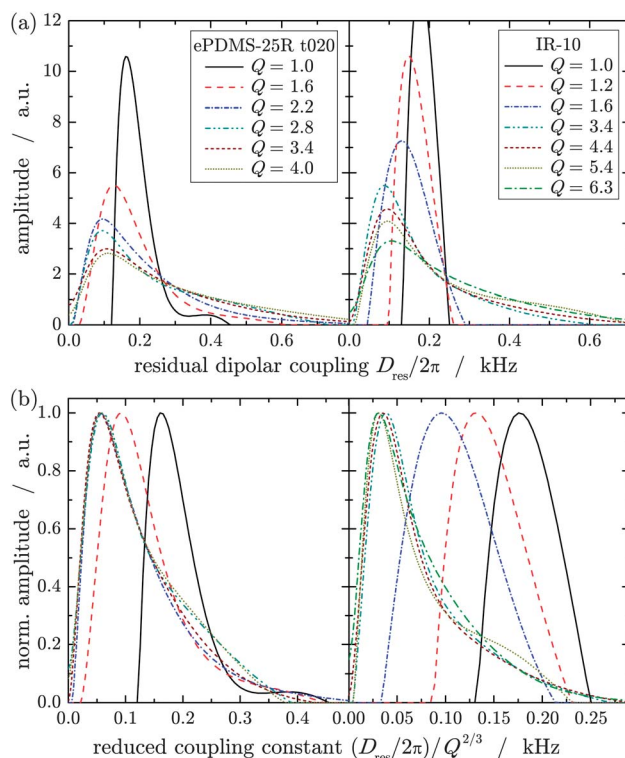 (a)
12
10
8
6
4
2
0
amplitude / a.u.
ePDMS-25R t020
Q = 1.0
Q = 1.6
Q = 2.2
Q = 2.8
Q = 3.4
Q = 4.0
IR-10
Q = 1.0
Q = 1.2
Q = 1.6
Q = 3.4
Q = 4.4
Q = 5.4
Q = 6.3
0.0 0.2 0.4 0.6 0.0 0.2 0.4 0.6
residual dipolar coupling D_res/2π / kHz
(b)
1.0
0.8
0.6
0.4
0.2
0.0
norm. amplitude / a.u.
0.0 0.1 0.2 0.3 0.4 0.00 0.05 0.10 0.15 0.20 0.25
reduced coupling constant (D_res/2π)/Q^2/3 / kHz